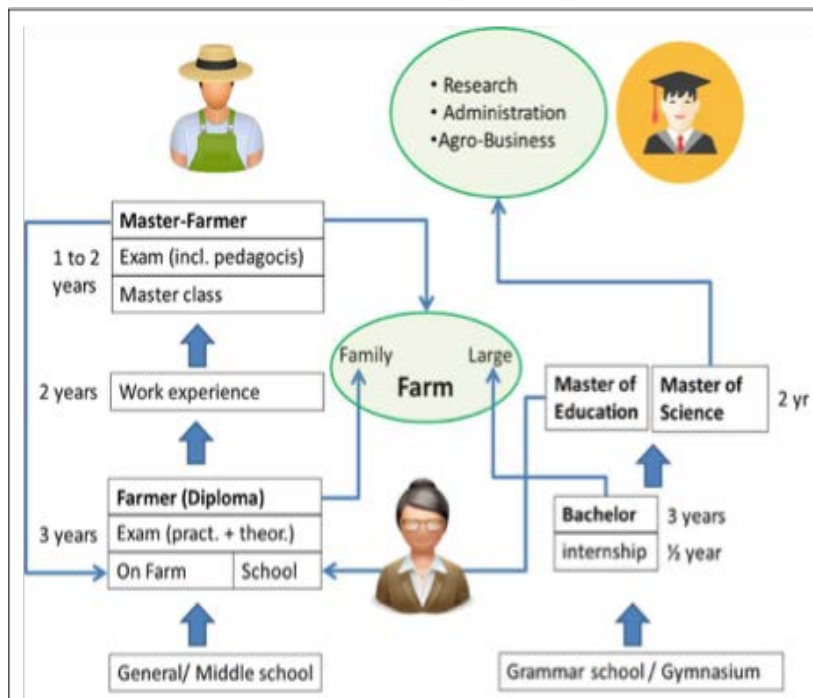 • Research
• Administration
•Agro-Business
Master-Farmer
Exam (incl. pedagocis)
Master class
1 to 2
years
Family
Large
Farm
2 years
Work experience
Master of
Education
Master of
Science
2 yr
Farmer (Diploma)
Exam (pract. + theor.)
On Farm
School
3 years
Bachelor
3 years
internship
½ year
General/ Middle school
Grammar school / Gymnasium